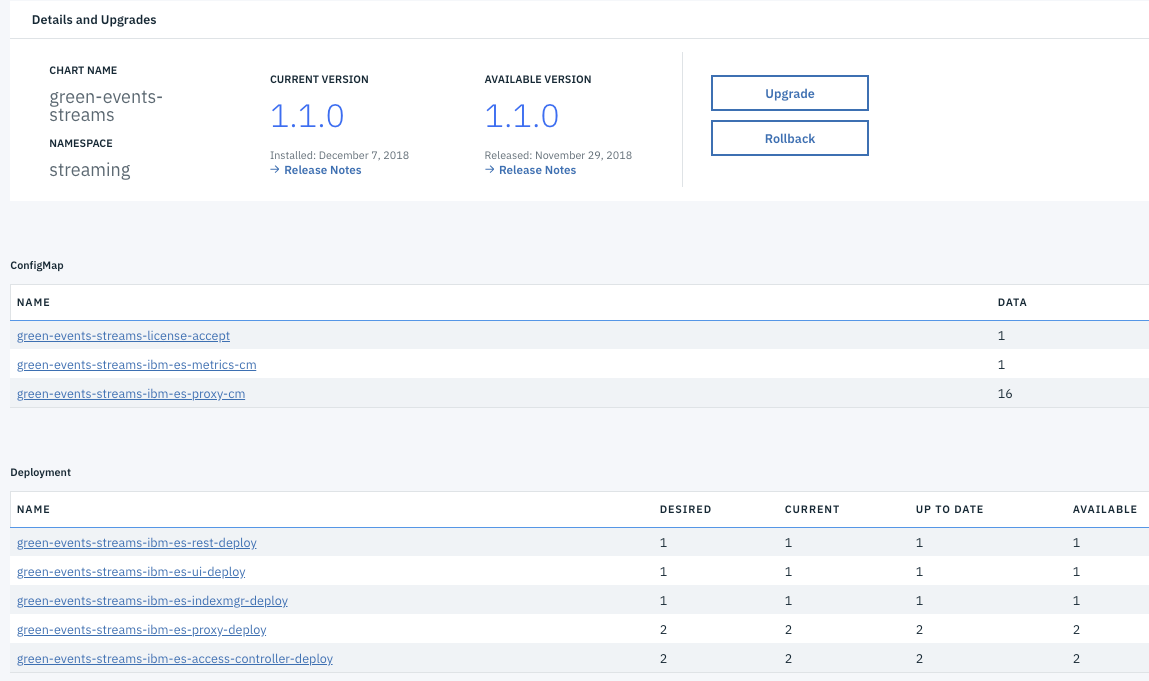 Details and Upgrades
CHART NAME
green-events-
streams
NAMESPACE
streaming
CURRENT VERSION
1.1.0
Installed: December 7, 2018
→ Release Notes
AVAILABLE VERSION
1.1.0
Released: November 29, 2018
→ Release Notes
Upgrade
Rollback
ConfigMap
NAME DATA
green-events-streams-license-accept 1
green-events-streams-ibm-es-metrics-cm 1
green-events-streams-ibm-es-proxy-cm 16
Deployment
NAME DESIRED CURRENT UP TO DATE AVAILABLE
green-events-streams-ibm-es-rest-deploy 1 1 1 1
green-events-streams-ibm-es-ui-deploy 1 1 1 1
green-events-streams-ibm-es-indexmgr-deploy 1 1 1 1
green-events-streams-ibm-es-proxy-deploy 2 2 2 2
green-events-streams-ibm-es-access-controller-deploy 2 2 2 2